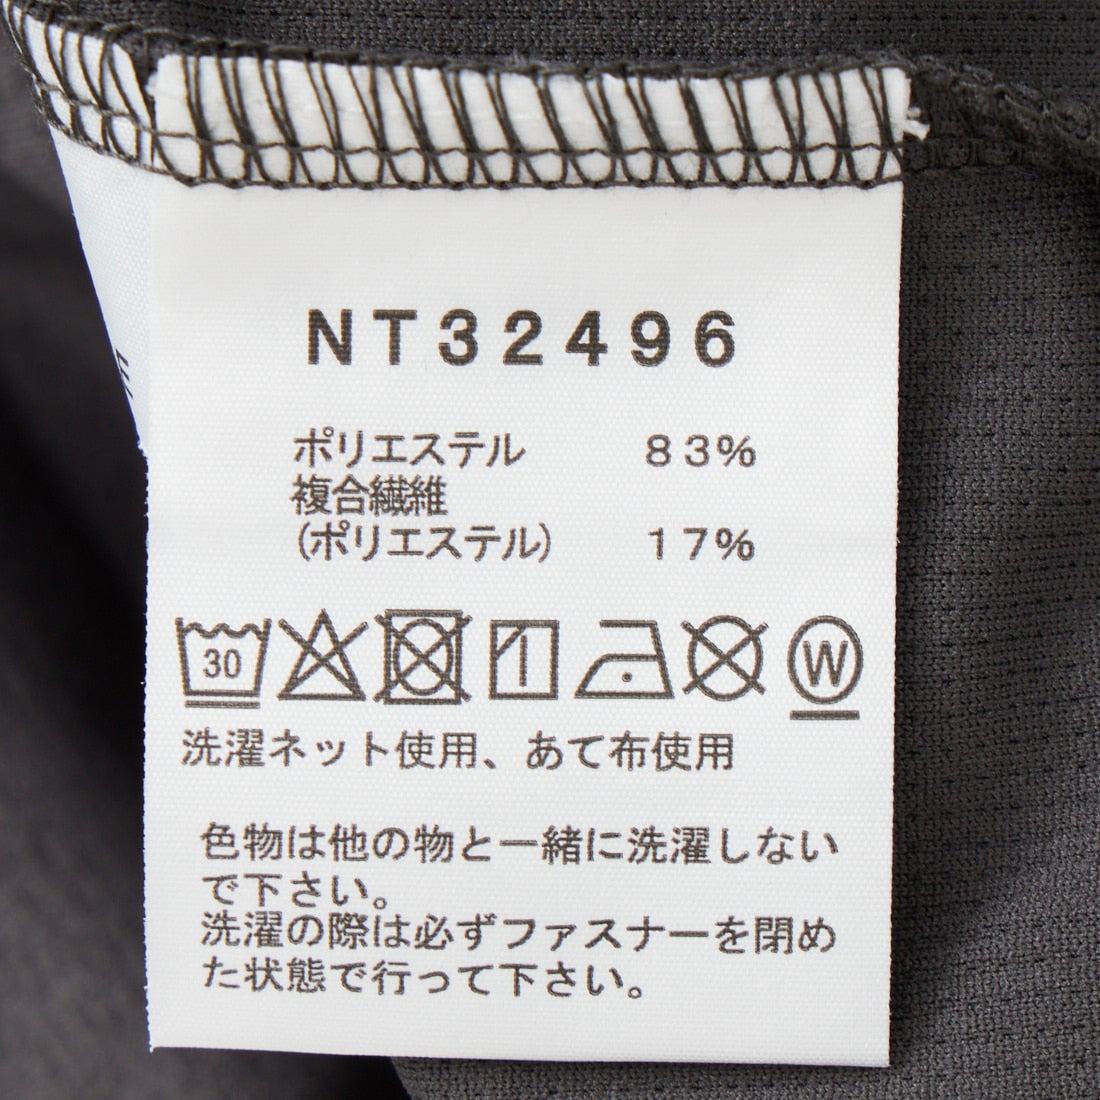 NT32496
ポリエステル 83%
複合繊維
(ポリエステル) 17%
30 W
洗濯ネット使用、あて布使用
色物は他の物と一緒に洗濯しない
で下さい。
洗濯の際は必ずファスナーを閉め
た状態で行って下さい。